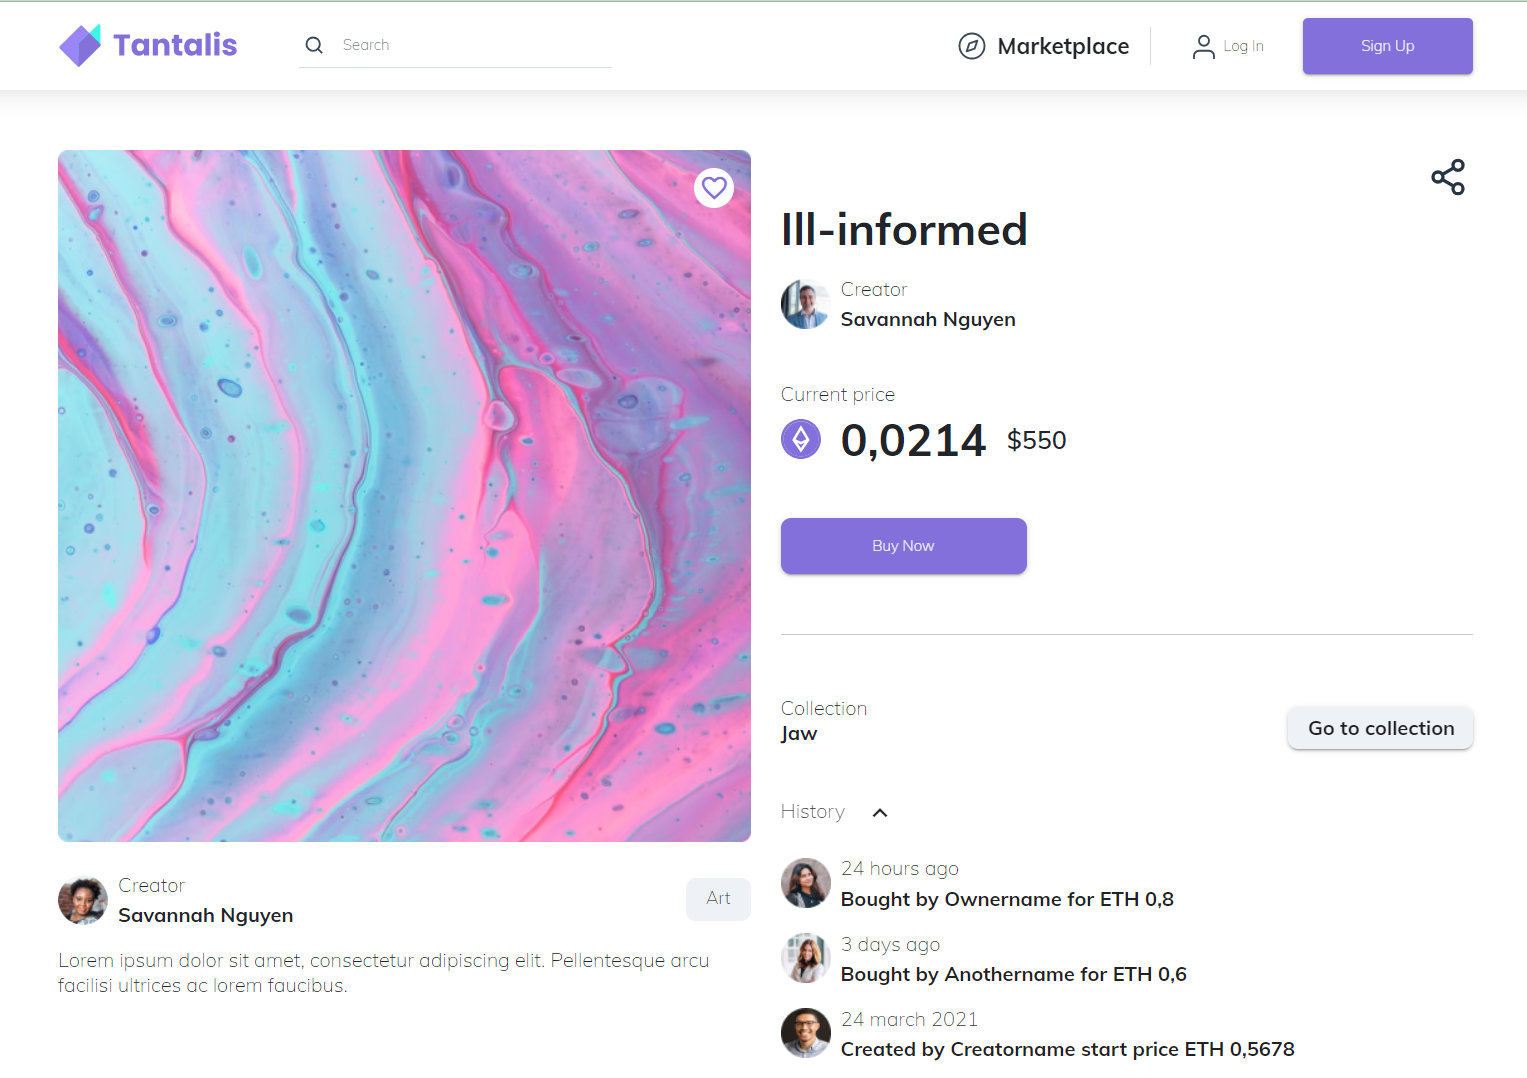 Tantalis
Search
Marketplace
Log In
Sign Up
Ill-informed
Creator
Savannah Nguyen
Current price
0,0214 $550
Buy Now
Collection
Jaw
Go to collection
History
24 hours ago
Bought by Ownername for ETH 0,8
3 days ago
Bought by Anothername for ETH 0,6
24 march 2021
Created by Creatorname start price ETH 0,5678
Creator
Savannah Nguyen
Art
Lorem ipsum dolor sit amet, consectetur adipiscing elit. Pellentesque arcu
facilisi ultrices ac lorem faucibus.